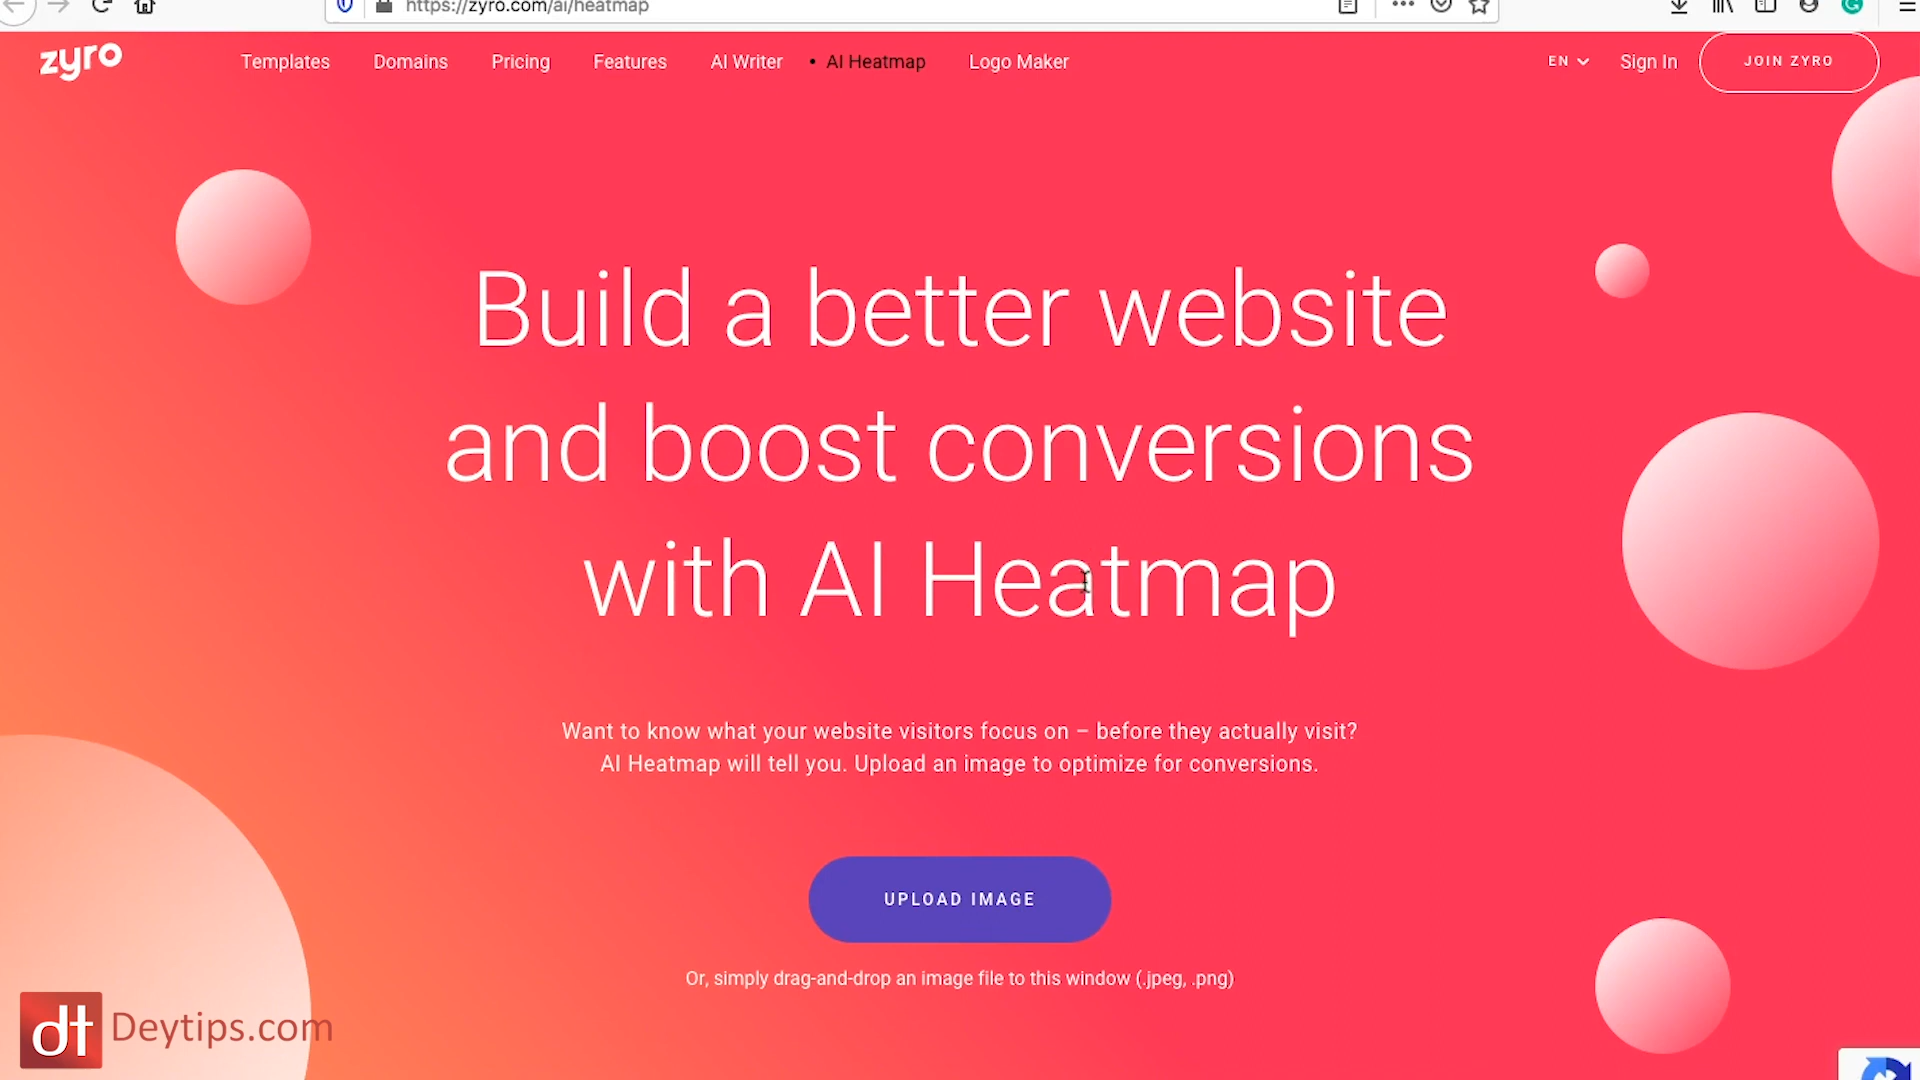 https://zyro.com/ai/heatmap
zyro
Templates
Domains
Pricing
Features
AI Writer
• AI Heatmap
Logo Maker
EN
Sign In
JOIN ZYRO
Build a better website
and boost conversions
with AI Heatmap
Want to know what your website visitors focus on – before they actually visit?
AI Heatmap will tell you. Upload an image to optimize for conversions.
UPLOAD IMAGE
Or, simply drag-and-drop an image file to this window (.jpeg, .png)
dt Deytips.com